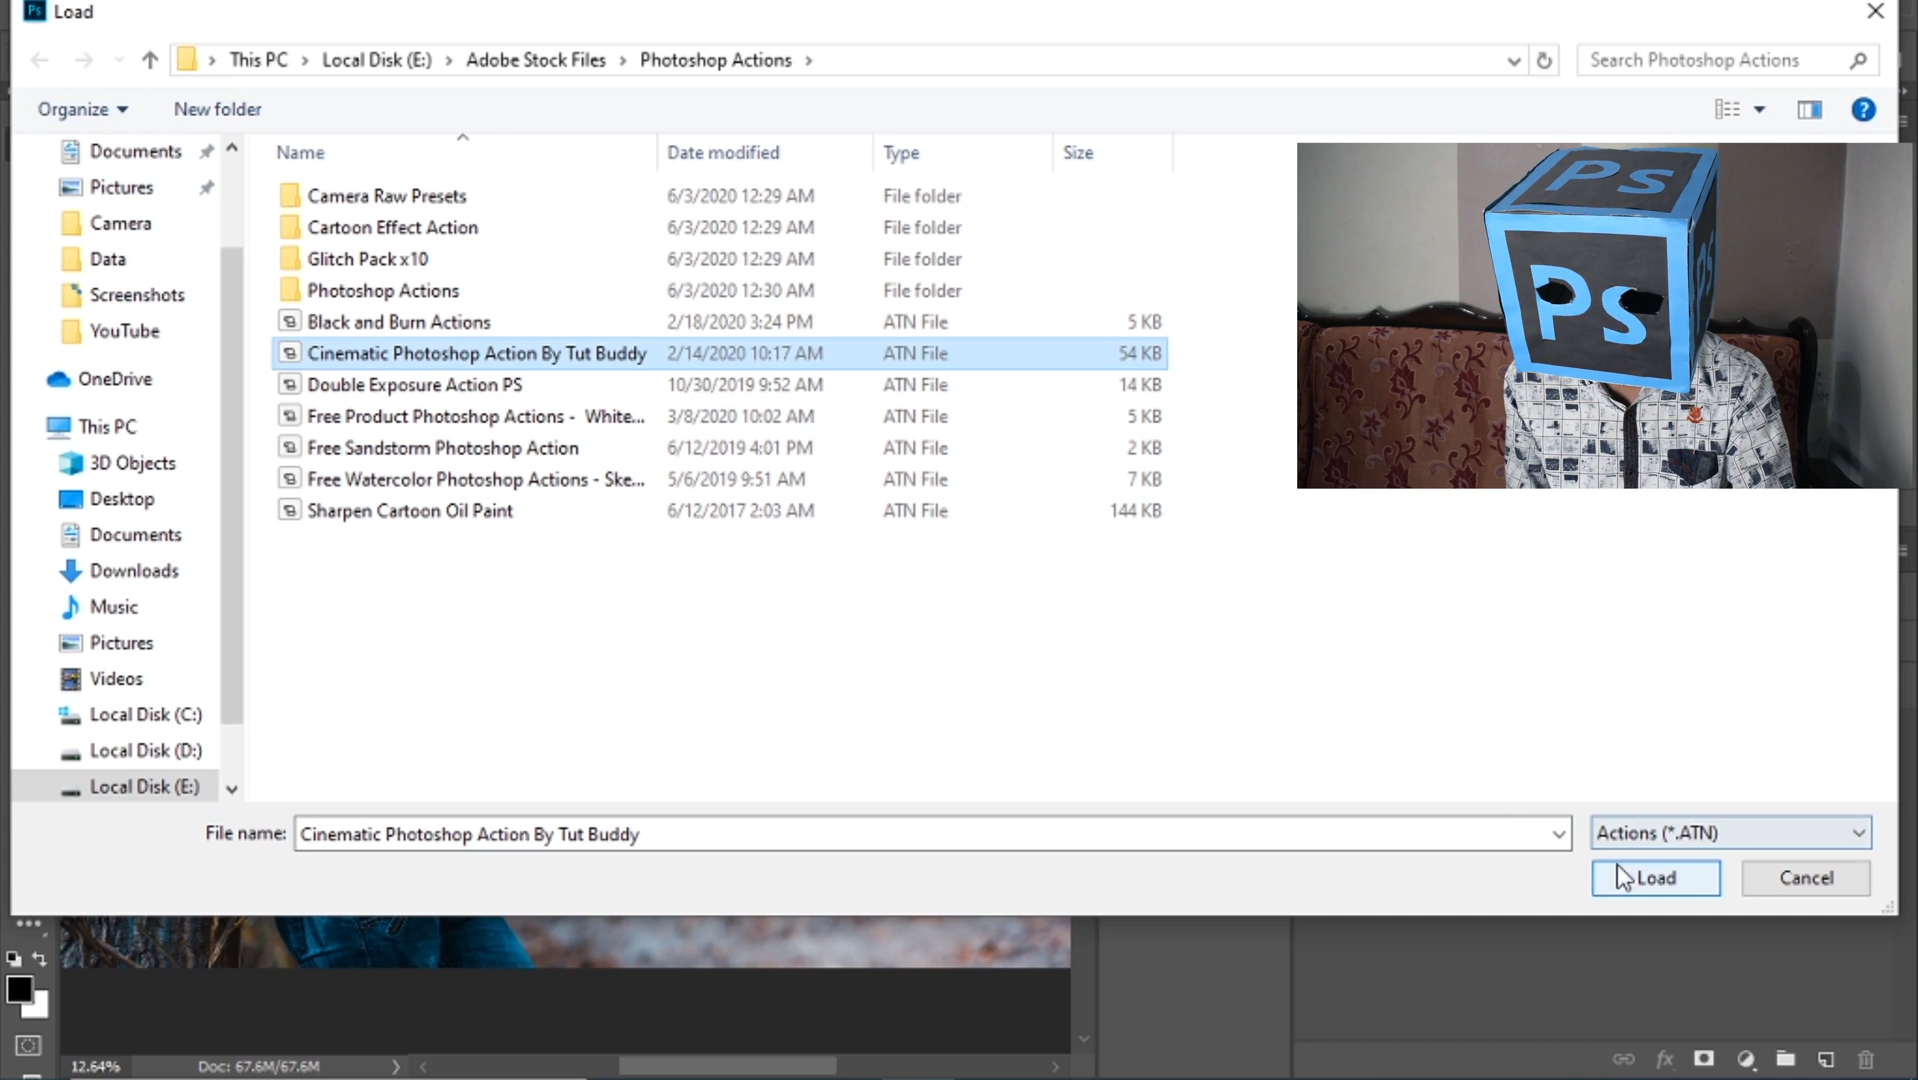 Ps Load
This PC > Local Disk (E:) > Adobe Stock Files > Photoshop Actions >
Search Photoshop Actions
Organize
New folder
?
Name
Date modified
Type
Size
Documents
Pictures
Camera
Data
Screenshots
YouTube
OneDrive
This PC
3D Objects
Desktop
Documents
Downloads
Music
Pictures
Videos
Local Disk (C:)
Local Disk (D:)
Local Disk (E:)
Camera Raw Presets 6/3/2020 12:29 AM File folder
Cartoon Effect Action 6/3/2020 12:29 AM File folder
Glitch Pack x10 6/3/2020 12:29 AM File folder
Photoshop Actions 6/3/2020 12:30 AM File folder
Black and Burn Actions 2/18/2020 3:24 PM ATN File 5 KB
Cinematic Photoshop Action By Tut Buddy 2/14/2020 10:17 AM ATN File 54 KB
Double Exposure Action PS 10/30/2019 9:52 AM ATN File 14 KB
Free Product Photoshop Actions - White... 3/8/2020 10:02 AM ATN File 5 KB
Free Sandstorm Photoshop Action 6/12/2019 4:01 PM ATN File 2 KB
Free Watercolor Photoshop Actions - Ske... 5/6/2019 9:51 AM ATN File 7 KB
Sharpen Cartoon Oil Paint 6/12/2017 2:03 AM ATN File 144 KB
Ps
Ps
Ps
File name: Cinematic Photoshop Action By Tut Buddy
Actions (*.ATN)
Load
Cancel
12.64%
Doc: 67.6M/67.6M
fx